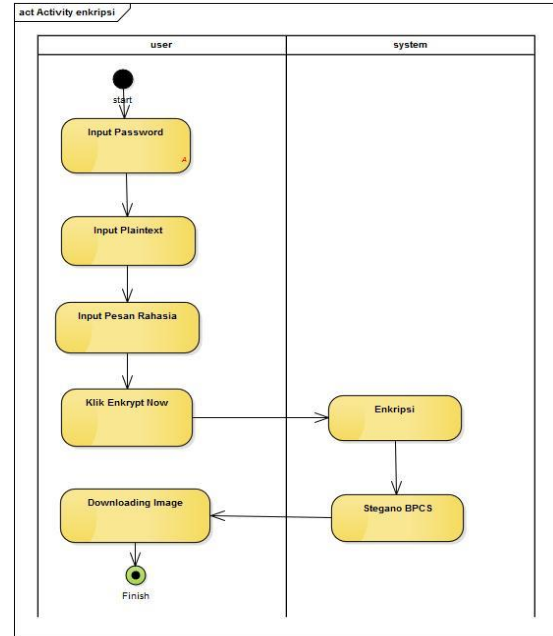 act Activity enkripsi
user
system
start
Input Password
A
Input Plaintext
Input Pesan Rahasia
Klik Enkrypt Now
Enkripsi
Downloading Image
Stegano BPCS
Finish